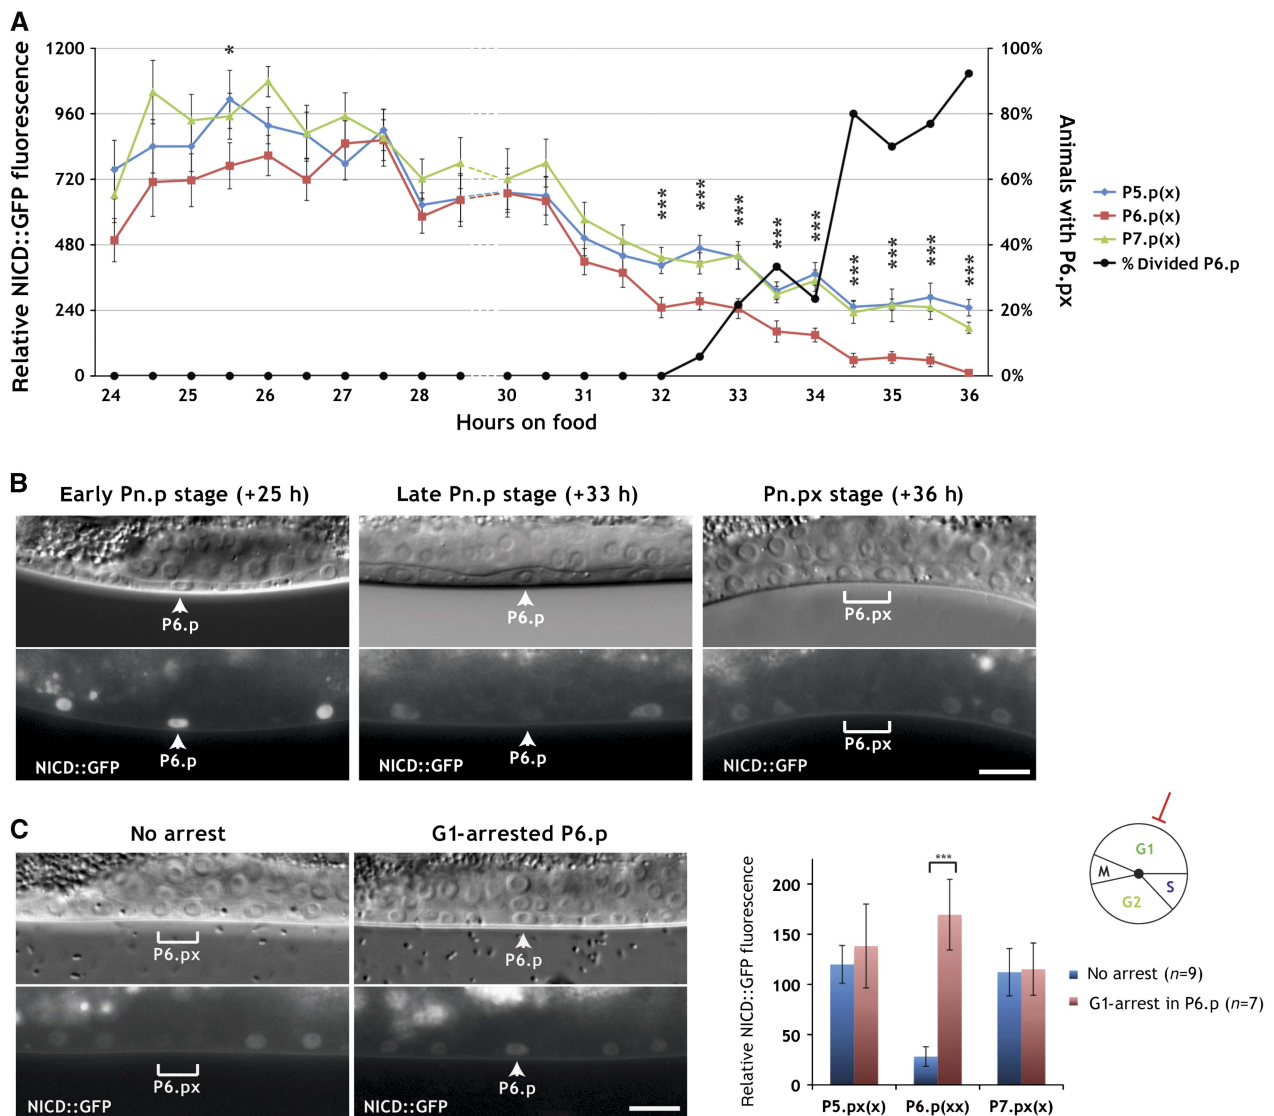 A
Relative NICD::GFP fluorescence
1200
960
720
480
240
0
*
***
***
***
***
***
***
***
***
***
100%
80%
60%
40%
20%
0%
Animals with P6.px
P5.p(x)
P6.p(x)
P7.p(x)
% Divided P6.p
24 25 26 27 28 30 31 32 33 34 35 36
Hours on food
B
Early Pn.p stage (+25 h) Late Pn.p stage (+33 h) Pn.px stage (+36 h)
P6.p P6.p P6.px
P6.p P6.p P6.px
NICD::GFP NICD::GFP NICD::GFP
C
No arrest G1-arrested P6.p
P6.px P6.p
P6.px P6.p
NICD::GFP NICD::GFP
Relative NICD::GFP fluorescence
200
150
100
50
0
***
P5.px(x) P6.p(xx) P7.px(x)
G1
M
S
G2
No arrest (n=9)
G1-arrest in P6.p (n=7)